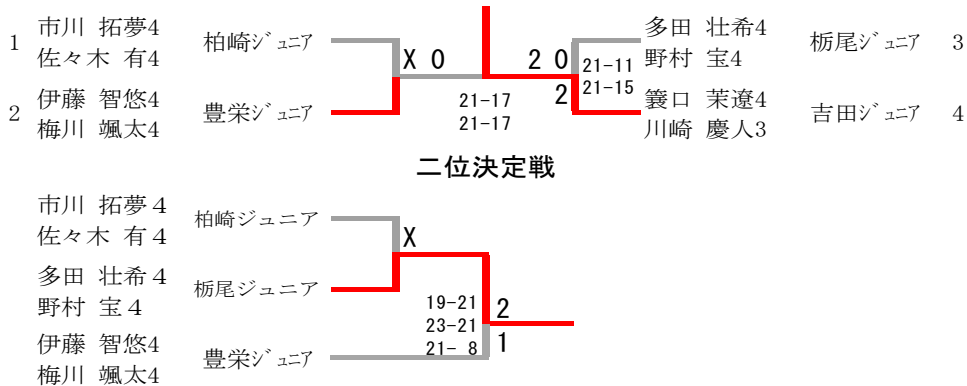 1 市川 拓夢4 佐々木 有4 柏崎ジュニア
2 伊藤 智悠4 梅川 颯太4 豊栄ジュニア
X 0
2 0
2
21-17
21-17
21-11
21-15
多田 壮希4 野村 宝4 栃尾ジュニア 3
簑口 茉遼4 川崎 慶人3 吉田ジュニア 4
二位決定戦
市川 拓夢４
佐々木 有４
柏崎ジュニア
X
多田 壮希４
野村 宝４
栃尾ジュニア
19-21
23-21
21- 8
2
1
伊藤 智悠4
梅川 颯太4
豊栄ジュニア